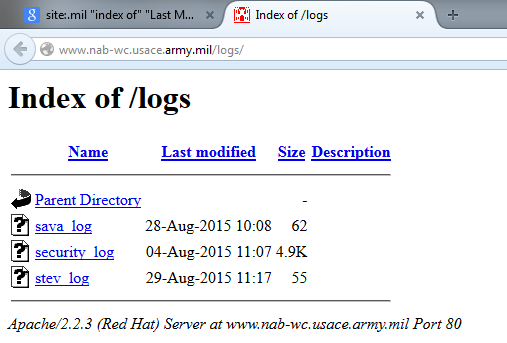 site:.mil "index of" "Last M...
Index of /logs
www.nab-wc.usace.army.mil/logs/
Index of /logs
Name Last modified Size Description
Parent Directory -
sava_log 28-Aug-2015 10:08 62
security_log 04-Aug-2015 11:07 4.9K
stev_log 29-Aug-2015 11:17 55
Apache/2.2.3 (Red Hat) Server at www.nab-wc.usace.army.mil Port 80